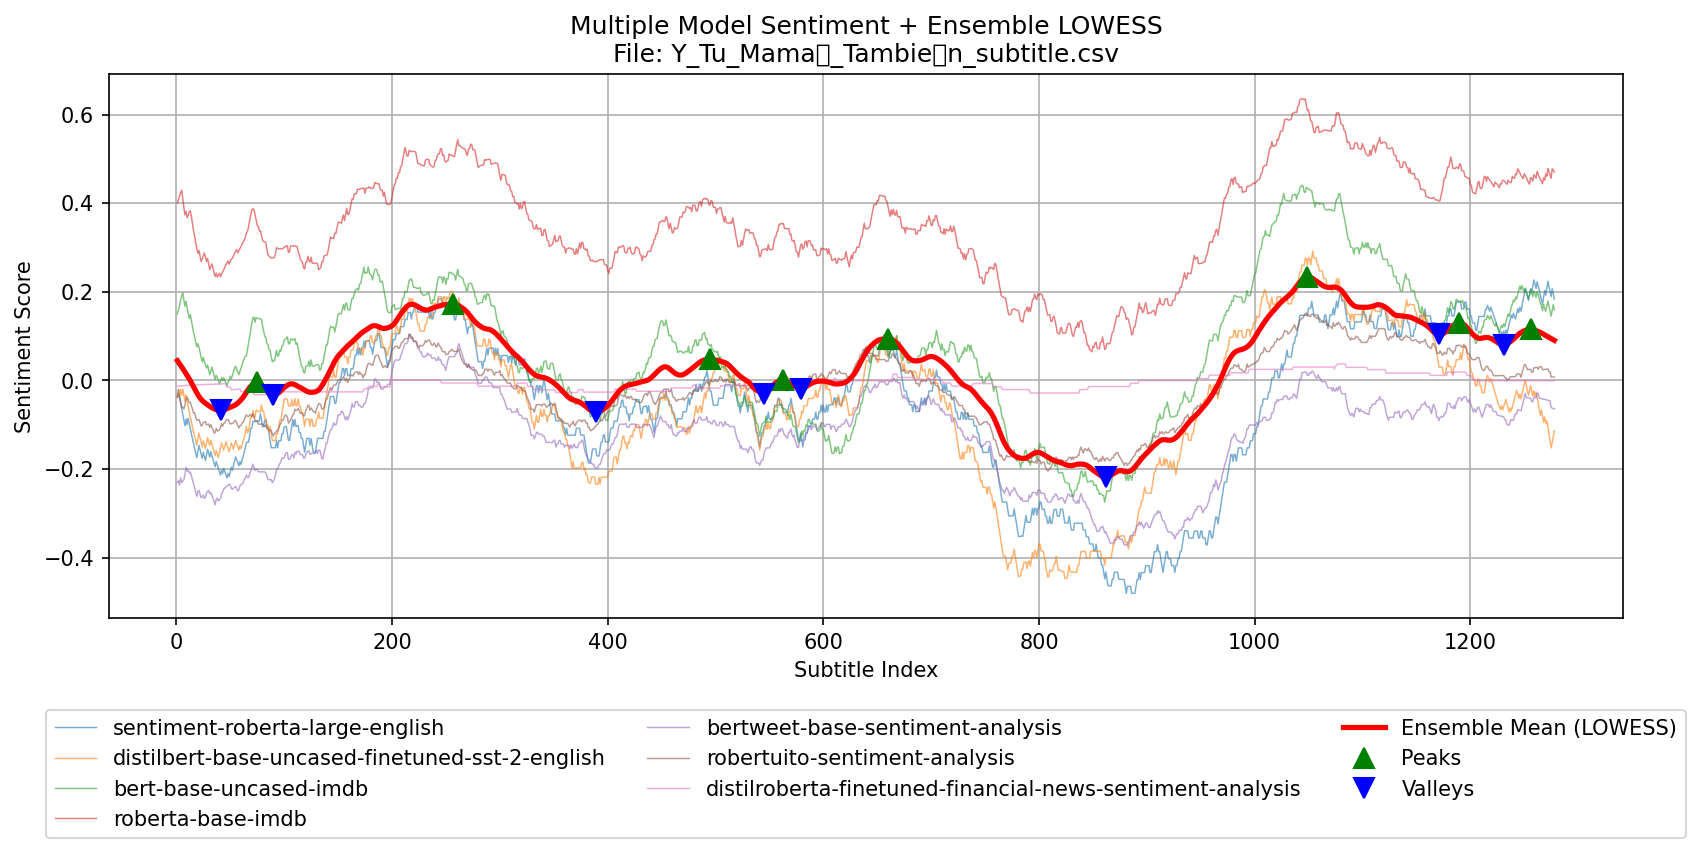 Multiple Model Sentiment + Ensemble LOWESS
File: Y_Tu_Mama▯_Tambie▯n_subtitle.csv
Sentiment Score
0.6
0.4
0.2
0.0
−0.2
−0.4
0 200 400 600 800 1000 1200
Subtitle Index
sentiment-roberta-large-english
distilbert-base-uncased-finetuned-sst-2-english
bert-base-uncased-imdb
roberta-base-imdb
bertweet-base-sentiment-analysis
robertuito-sentiment-analysis
distilroberta-finetuned-financial-news-sentiment-analysis
Ensemble Mean (LOWESS)
Peaks
Valleys